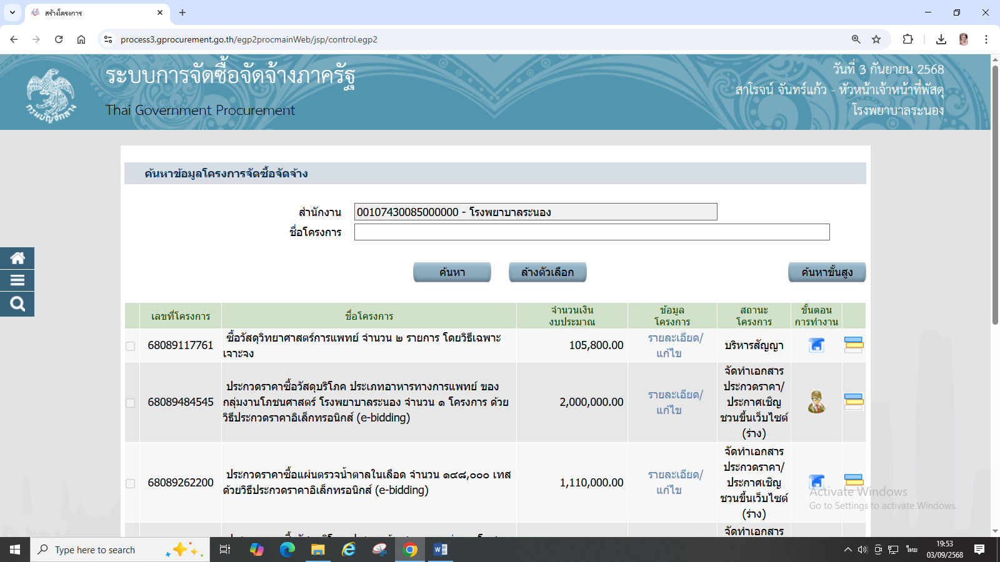 สร้างโครงการ
process3.gprocurement.go.th/egp2procmainWeb/jsp/control.egp2
ระบบการจัดซื้อจัดจ้างภาครัฐ
Thai Government Procurement
วันที่ 3 กันยายน 2568
สาโรจน์ จันทร์แก้ว - หัวหน้าเจ้าหน้าที่พัสดุ
โรงพยาบาลระนอง
กรมบัญชีกลาง
ค้นหาข้อมูลโครงการจัดซื้อจัดจ้าง
สำนักงาน 00107430085000000 - โรงพยาบาลระนอง
ชื่อโครงการ
ค้นหา ล้างตัวเลือก ค้นหาขั้นสูง
เลขที่โครงการ ชื่อโครงการ จำนวนเงิน งบประมาณ ข้อมูล โครงการ สถานะ โครงการ ขั้นตอน การทำงาน
68089117761 ซื้อวัสดุวิทยาศาสตร์การแพทย์ จำนวน ๒ รายการ โดยวิธีเฉพาะ
เจาะจง
105,800.00
รายละเอียด/
แก้ไข
บริหารสัญญา
68089484545
ประกวดราคาซื้อวัสดุบริโภค ประเภทอาหารทางการแพทย์ ของ
กลุ่มงานโภชนศาสตร์ โรงพยาบาลระนอง จำนวน ๑ โครงการ ด้วย
วิธีประกวดราคาอิเล็กทรอนิกส์ (e-bidding)
2,000,000.00
รายละเอียด/
แก้ไข
จัดทำเอกสาร
ประกวดราคา/
ประกาศเชิญ
ชวนขึ้นเว็บไซต์
(ร่าง)
68089262200
ประกวดราคาซื้อแผ่นตรวจน้ำตาลในเลือด จำนวน ๑๔๘,๐๐๐ เทส
ด้วยวิธีประกวดราคาอิเล็กทรอนิกส์ (e-bidding)
1,110,000.00
รายละเอียด/
แก้ไข
จัดทำเอกสาร
ประกวดราคา/
ประกาศเชิญ
ชวนขึ้นเว็บไซต์
(ร่าง)
จัดทำเอกสาร
Activate Windows
Go to Settings to activate Windows.
Type here to search
ไทย
19:53
03/09/2568